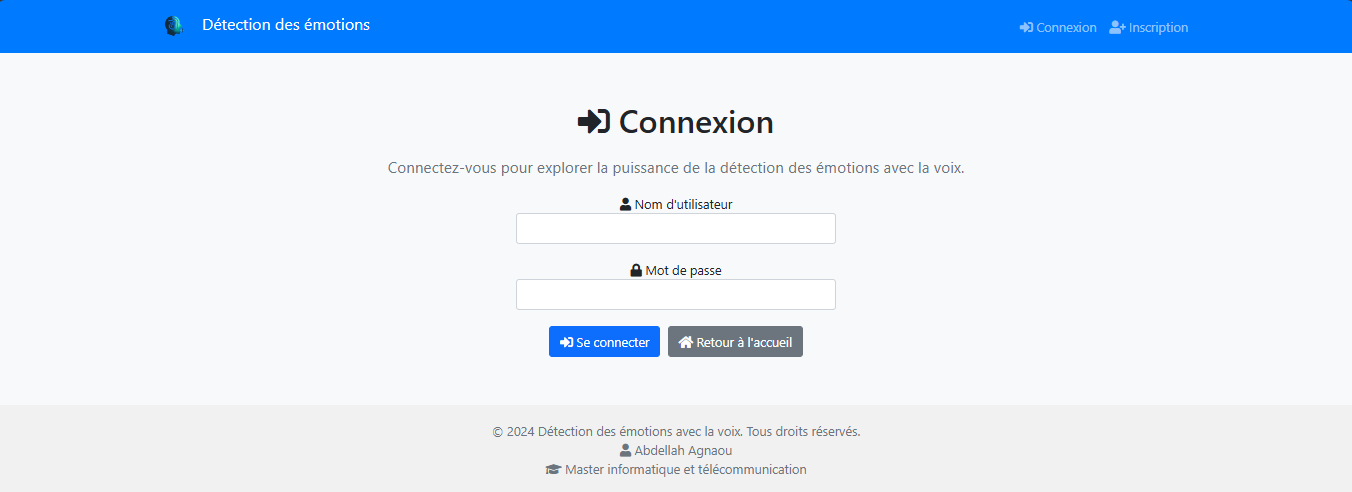 Détection des émotions
Connexion
Inscription
Connexion
Connectez-vous pour explorer la puissance de la détection des émotions avec la voix.
Nom d'utilisateur
Mot de passe
Se connecter
Retour à l'accueil
© 2024 Détection des émotions avec la voix. Tous droits réservés.
Abdellah Agnaou
Master informatique et télécommunication